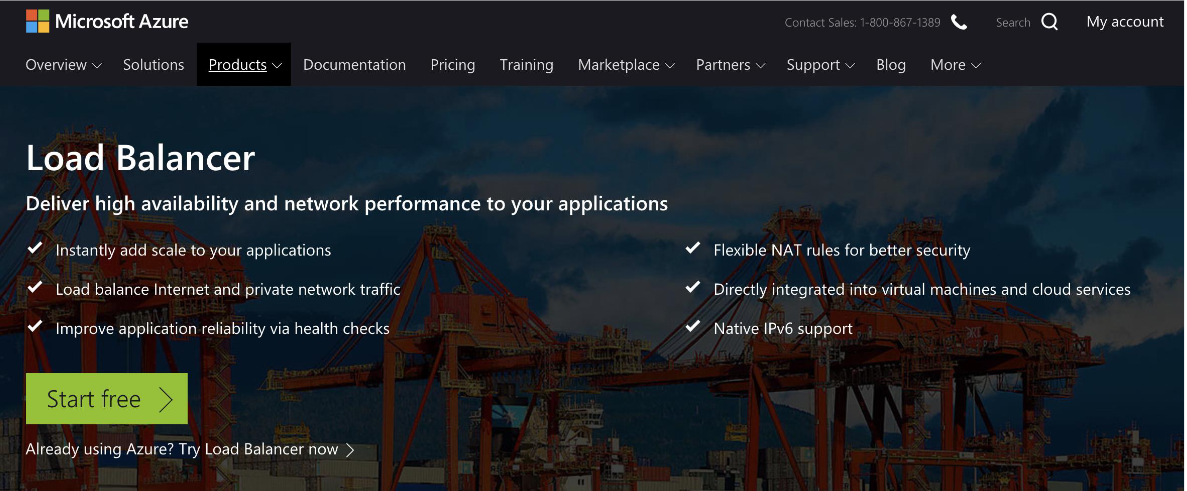 Microsoft Azure
Contact Sales: 1-800-867-1389
Search
My account
Overview
Solutions
Products
Documentation
Pricing
Training
Marketplace
Partners
Support
Blog
More
Load Balancer
Deliver high availability and network performance to your applications
Instantly add scale to your applications
Load balance Internet and private network traffic
Improve application reliability via health checks
Flexible NAT rules for better security
Directly integrated into virtual machines and cloud services
Native IPv6 support
Start free
Already using Azure? Try Load Balancer now